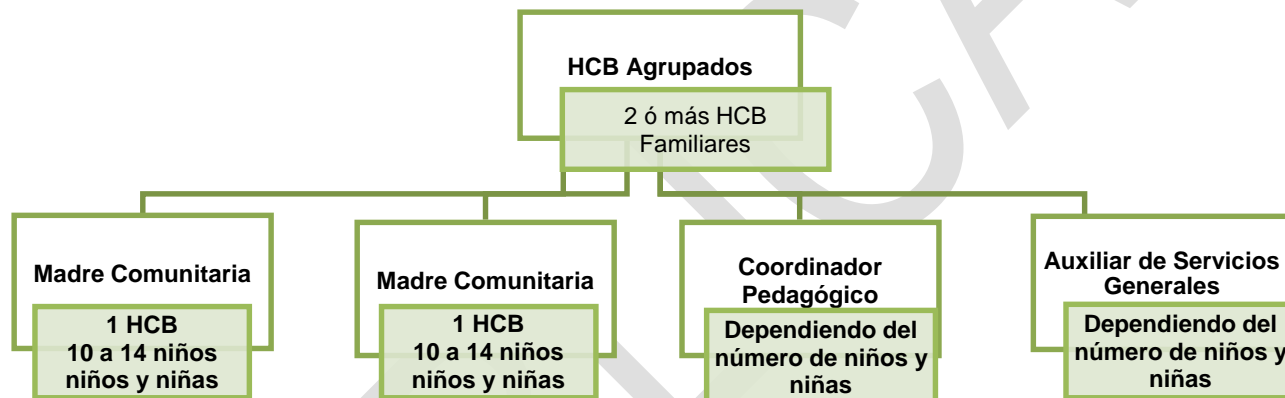 HCB Agrupados
2 ó más HCB
Familiares
Madre Comunitaria
1 HCB
10 a 14 niños
niños y niñas
Madre Comunitaria
1 HCB
10 a 14 niños
niños y niñas
Coordinador
Pedagógico
Dependiendo del
número de niños y
niñas
Auxiliar de Servicios
Generales
Dependiendo del
número de niños y
niñas